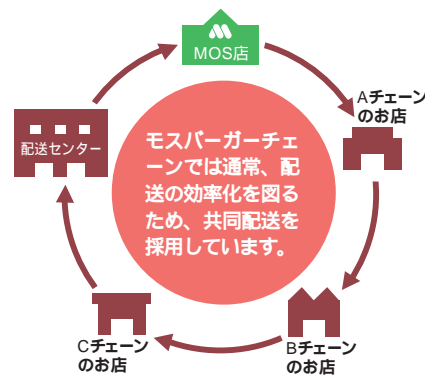 MOS店
Aチェーン
のお店
配送センター
モスバーガーチェ
ーンでは通常、配
送の効率化を図る
ため、共同配送を
採用しています。
Cチェーン
のお店
Bチェーン
のお店